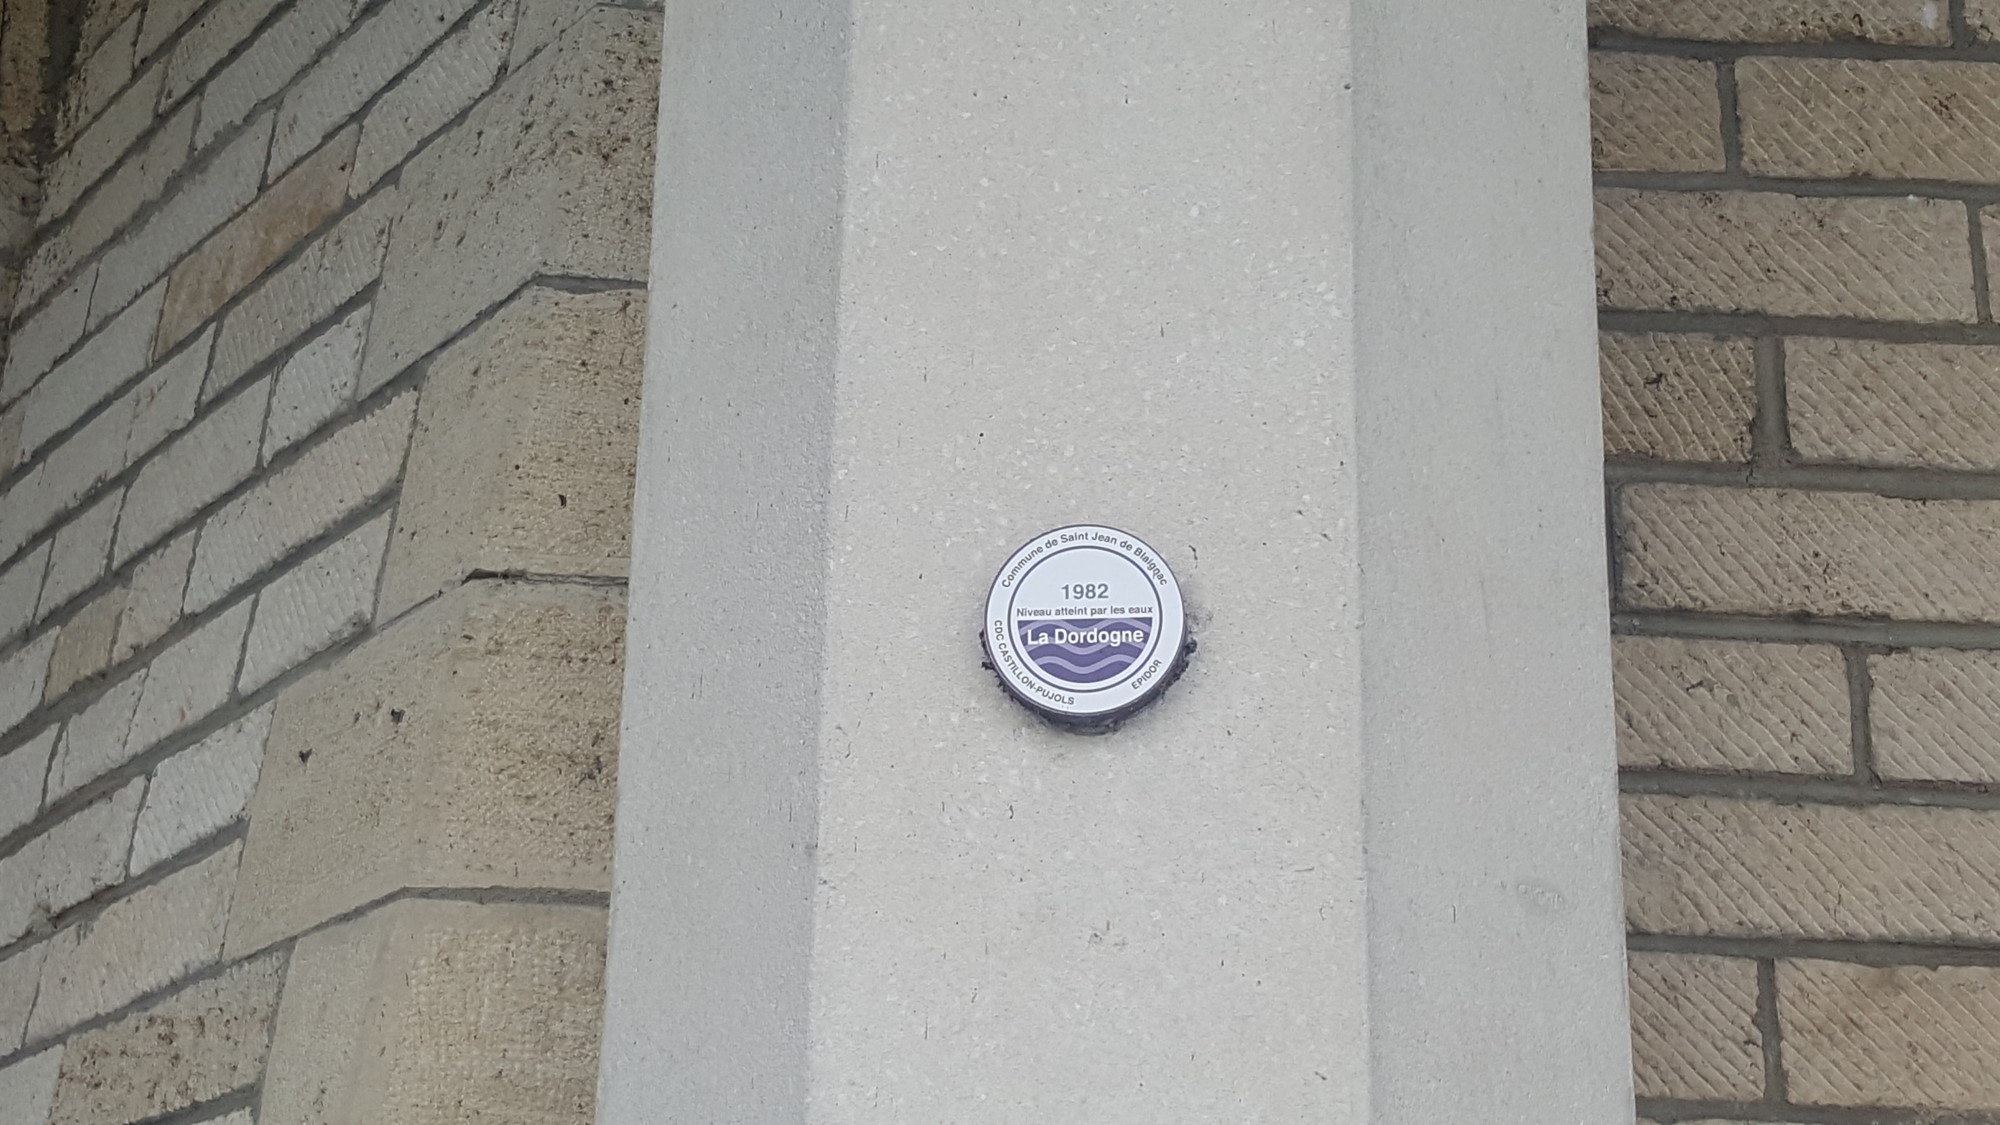 Commune de Saint Jean de Blaignac
1982
Niveau atteint par les eaux
La Dordogne
CDC CASTILLON-PUJOLS
EPIDOR